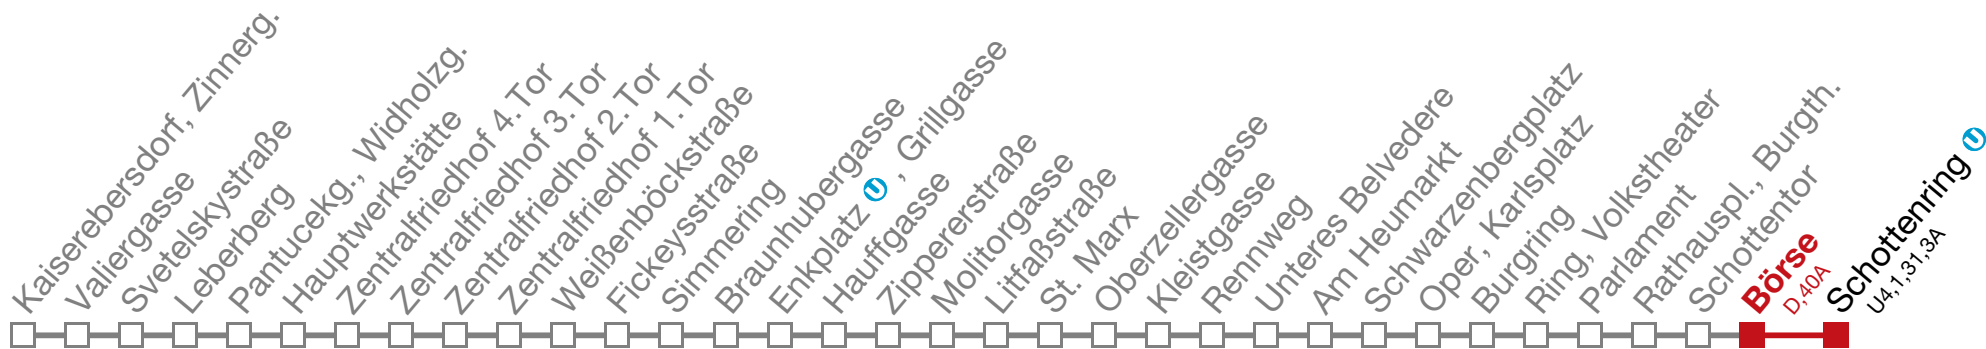 Kaiserebersdorf, Zinnerg.
Valiergasse
Svetelskystraße
Leberberg
Pantucekg., Widholzg.
Hauptwerkstätte
Zentralfriedhof 4. Tor
Zentralfriedhof 3. Tor
Zentralfriedhof 2. Tor
Zentralfriedhof 1. Tor
Weißenböckstraße
Fickeysstraße
Simmering
Braunhubergasse
Enkplatz U , Grillgasse
Hauffgasse
Zippererstraße
Molitorgasse
Litfaßstraße
St. Marx
Oberzellergasse
Kleistgasse
Rennweg
Unteres Belvedere
Am Heumarkt
Schwarzenbergplatz
Oper, Karlsplatz
Burgring
Ring, Volkstheater
Parlament
Rathauspl., Burgth.
Schottentor
Börse
D,40A
Schottenring U
U4,1,31,3A